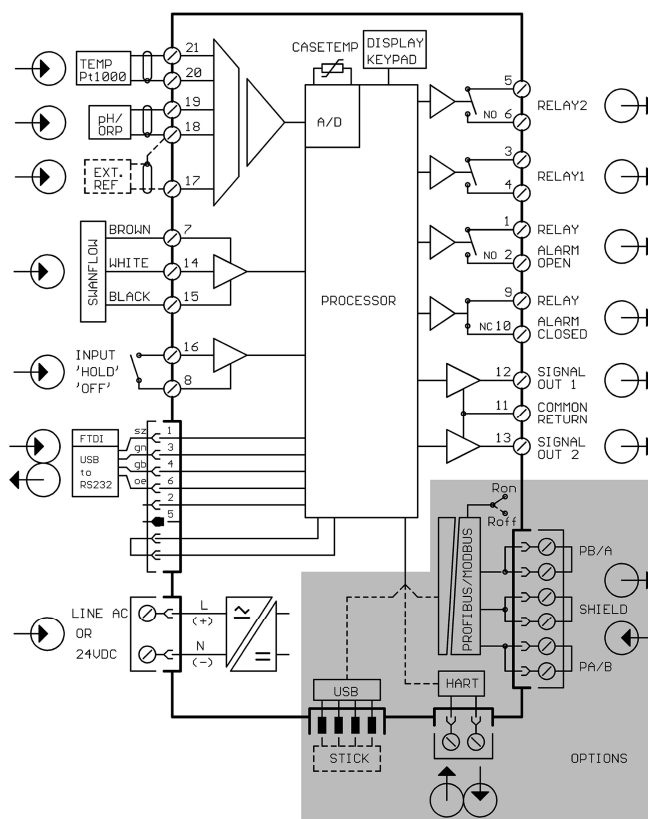 CASETEMP
DISPLAY
KEYPAD
TEMP
Pt1000
21
20
pH/
ORP
19
18
EXT.
REF.
17
A/D
5
NO 6
RELAY2
3
4
RELAY1
SWANFLOW
BROWN
7
WHITE
14
BLACK
15
PROCESSOR
1
RELAY
NO 2
ALARM
OPEN
9
RELAY
NC 10
ALARM
CLOSED
INPUT
'HOLD'
'OFF'
16
8
12
SIGNAL
OUT 1
11
COMMON
RETURN
13
SIGNAL
OUT 2
FTDI
USB
to
RS232
sz
1
gn
3
gb
4
oe
6
2
5
Ron
Roff
PROFIBUS/MODBUS
PB/A
SHIELD
PA/B
LINE AC
OR
24VDC
L
(+)
N
(-)
USB
STICK
HART
OPTIONS